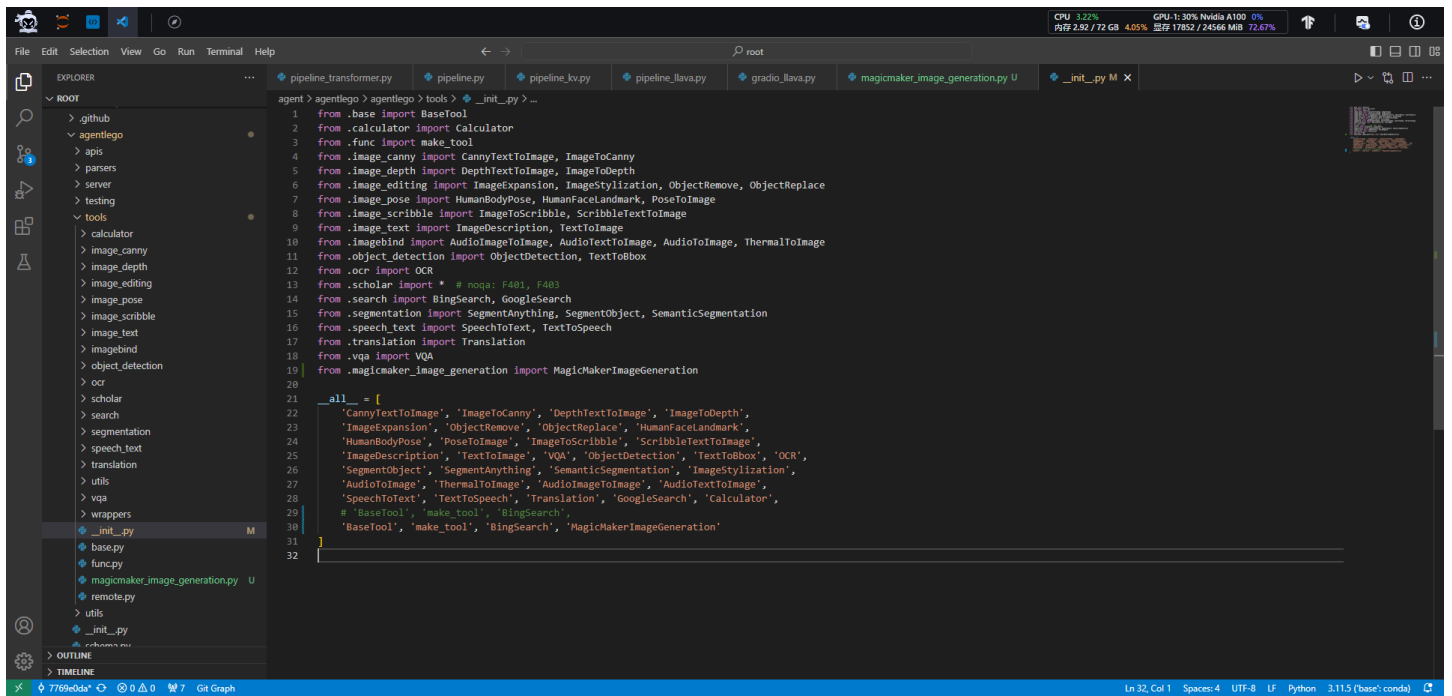 CPU 3.22%
GPU-1: 30% Nvidia A100 0%
内存 2.92 / 72 GB 4.05%
显存 17852 / 24566 MiB 72.67%
File Edit Selection View Go Run Terminal Help
root
EXPLORER
pipeline_transformer.py
pipeline.py
pipeline_kv.py
pipeline_llava.py
gradio_llava.py
magicmaker_image_generation.py U
__init__.py M
ROOT
.github
agentlego
apis
parsers
server
testing
tools
calculator
image_canny
image_depth
image_editing
image_pose
image_scribble
image_text
imagebind
object_detection
ocr
scholar
search
segmentation
speech_text
translation
utils
vqa
wrappers
__init__.py M
base.py
func.py
magicmaker_image_generation.py U
remote.py
utils
__init__.py
schema.py
OUTLINE
TIMELINE
agent > agentlego > agentlego > tools > __init__.py > ...
1 from .base import BaseTool
2 from .calculator import Calculator
3 from .func import make_tool
4 from .image_canny import CannyTextToImage, ImageToCanny
5 from .image_depth import DepthTextToImage, ImageToDepth
6 from .image_editing import ImageExpansion, ImageStylization, ObjectRemove, ObjectReplace
7 from .image_pose import HumanBodyPose, HumanFaceLandmark, PoseToImage
8 from .image_scribble import ImageToScribble, ScribbleTextToImage
9 from .image_text import ImageDescription, TextToImage
10 from .imagebind import AudioImageToImage, AudioTextToImage, AudioToImage, ThermalToImage
11 from .object_detection import ObjectDetection, TextToBbox
12 from .ocr import OCR
13 from .scholar import * # noqa: F401, F403
14 from .search import BingSearch, GoogleSearch
15 from .segmentation import SegmentAnything, SegmentObject, SemanticSegmentation
16 from .speech_text import SpeechToText, TextToSpeech
17 from .translation import Translation
18 from .vqa import VQA
19 from .magicmaker_image_generation import MagicMakerImageGeneration
20
21 __all__ = [
22 'CannyTextToImage', 'ImageToCanny', 'DepthTextToImage', 'ImageToDepth',
23 'ImageExpansion', 'ObjectRemove', 'ObjectReplace', 'HumanFaceLandmark',
24 'HumanBodyPose', 'PoseToImage', 'ImageToScribble', 'ScribbleTextToImage',
25 'ImageDescription', 'TextToImage', 'VQA', 'ObjectDetection', 'TextToBbox', 'OCR',
26 'SegmentObject', 'SegmentAnything', 'SemanticSegmentation', 'ImageStylization',
27 'AudioToImage', 'ThermalToImage', 'AudioImageToImage', 'AudioTextToImage',
28 'SpeechToText', 'TextToSpeech', 'Translation', 'GoogleSearch', 'Calculator',
29 # 'BaseTool', 'make_tool', 'BingSearch',
30 'BaseTool', 'make_tool', 'BingSearch', 'MagicMakerImageGeneration'
31 ]
32
3
7769e0da* 0 0 7 Git Graph
Ln 32, Col 1 Spaces: 4 UTF-8 LF Python 3.11.5 ('base': conda)